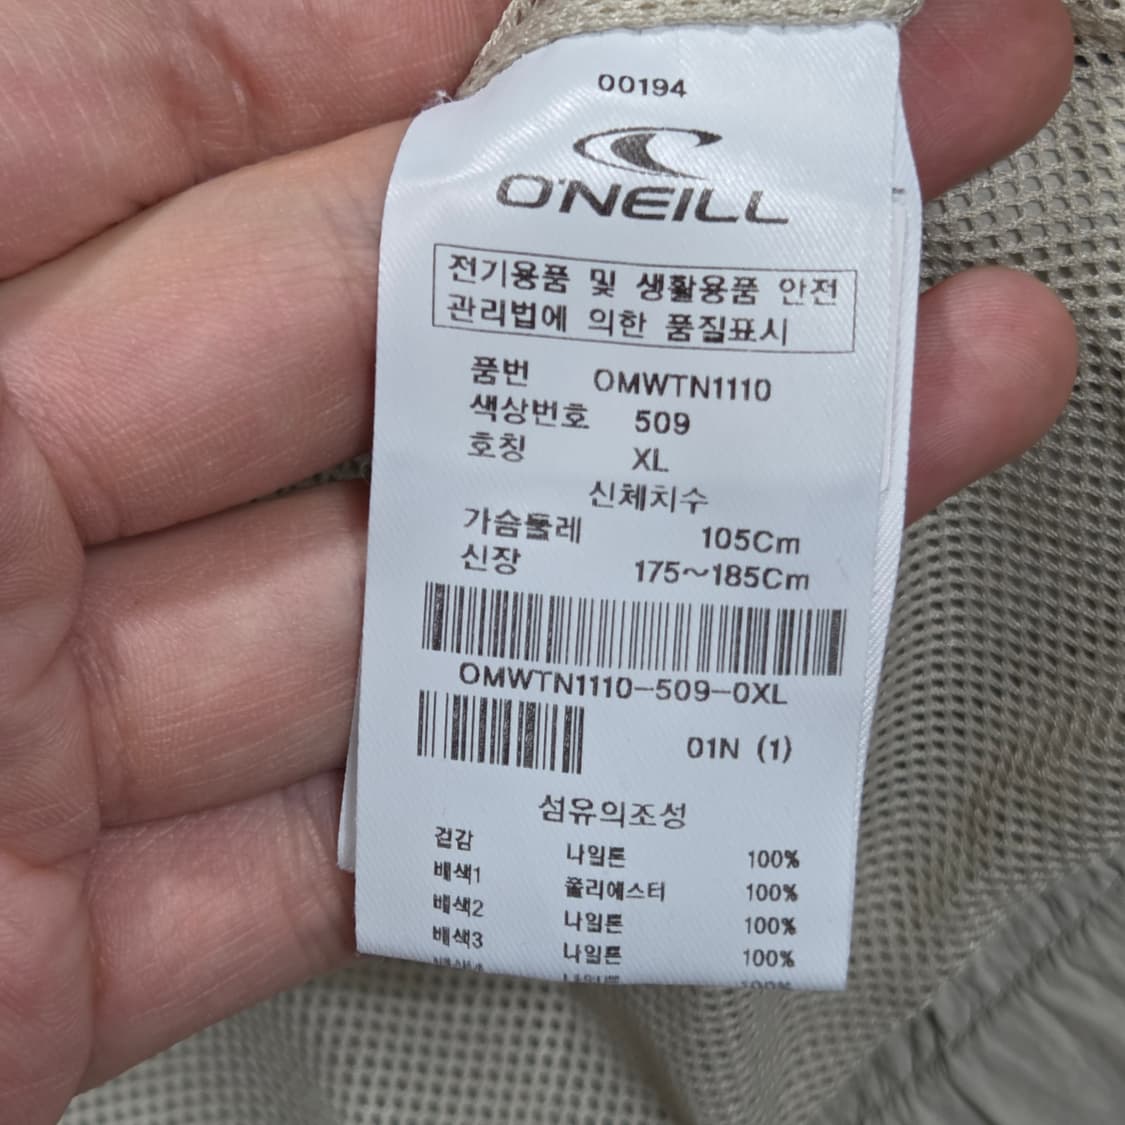 00194
O'NEILL
전기용품 및 생활용품 안전
관리법에 의한 품질표시
품번 OMWTN1110
색상번호 509
호칭 XL
신체치수
가슴둘레 105Cm
신장 175~185Cm
OMWTN1110-509-0XL
01N (1)
섬유의조성
겉감 나일론 100%
배색1 폴리에스터 100%
배색2 나일론 100%
배색3 나일론 100%